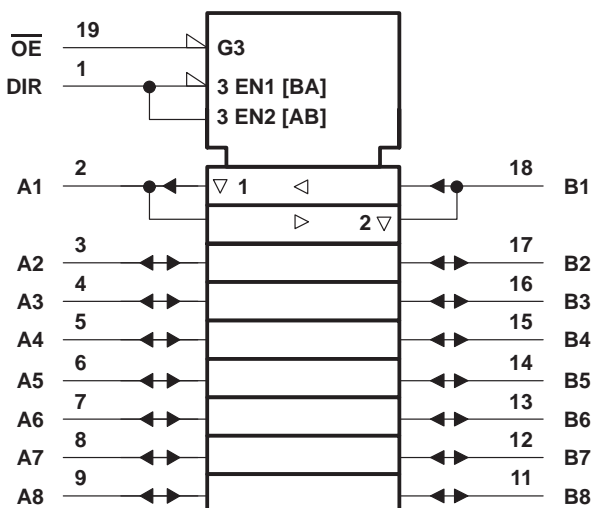 19
OE G3
1
DIR 3 EN1 [BA]
3 EN2 [AB]
2 18
A1 1 B1
2
3 17
A2 B2
4 16
A3 B3
5 15
A4 B4
6 14
A5 B5
7 13
A6 B6
8 12
A7 B7
9 11
A8 B8